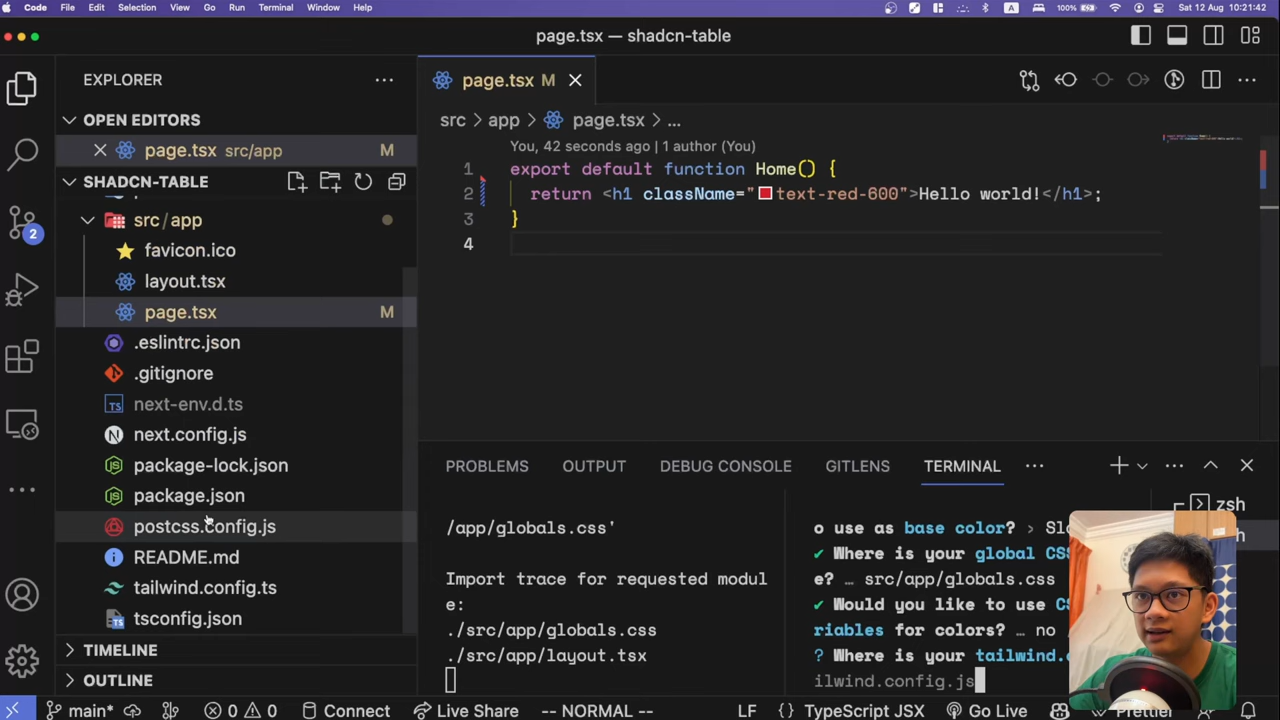 Code File Edit Selection View Go Run Terminal Window Help A 100% Sat 12 Aug 10:21:42
page.tsx — shadcn-table
EXPLORER
OPEN EDITORS
page.tsx src/app M
SHADCN-TABLE
src / app
favicon.ico
layout.tsx
page.tsx M
.eslintrc.json
.gitignore
TS next-env.d.ts
N next.config.js
package-lock.json
package.json
postcss.config.js
README.md
tailwind.config.ts
TS tsconfig.json
TIMELINE
OUTLINE
2
page.tsx M
src > app > page.tsx > ...
You, 42 seconds ago | 1 author (You)
1 export default function Home() {
2 return <h1 className="text-red-600">Hello world!</h1>;
3 }
4
PROBLEMS OUTPUT DEBUG CONSOLE GITLENS TERMINAL
/app/globals.css'
Import trace for requested modul
e:
./src/app/globals.css
./src/app/layout.tsx
o use as base color? › Sl
✔ Where is your global CS
e? … src/app/globals.css
✔ Would you like to use C
riables for colors? … no /
? Where is your tailwind.
ilwind.config.js
zsh
h
main* 0 0 Connect Live Share -- NORMAL -- LF {} TypeScript JSX Go Live Prettier